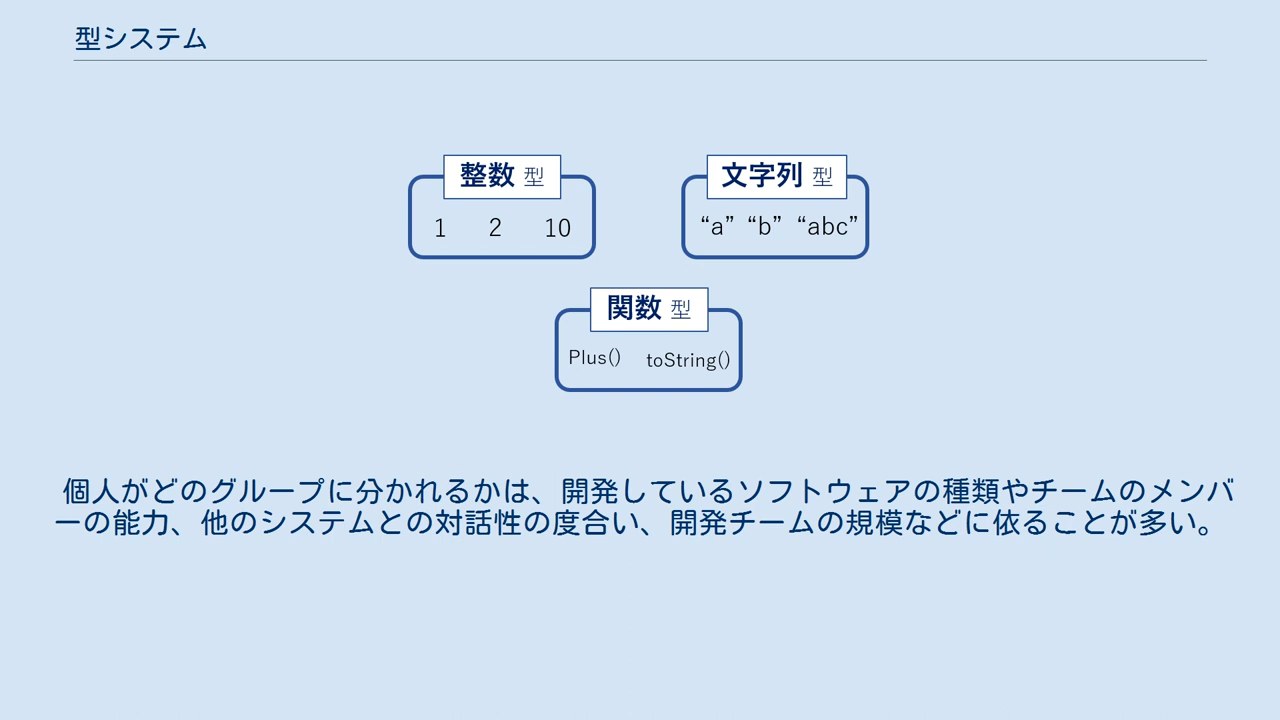 型システム
整数 型
文字列 型
1 2 10
“a” “b” “abc”
関数 型
Plus() toString()
個人がどのグループに分かれるかは、開発しているソフトウェアの種類やチームのメンバ
ーの能力、他のシステムとの対話性の度合い、開発チームの規模などに依ることが多い。